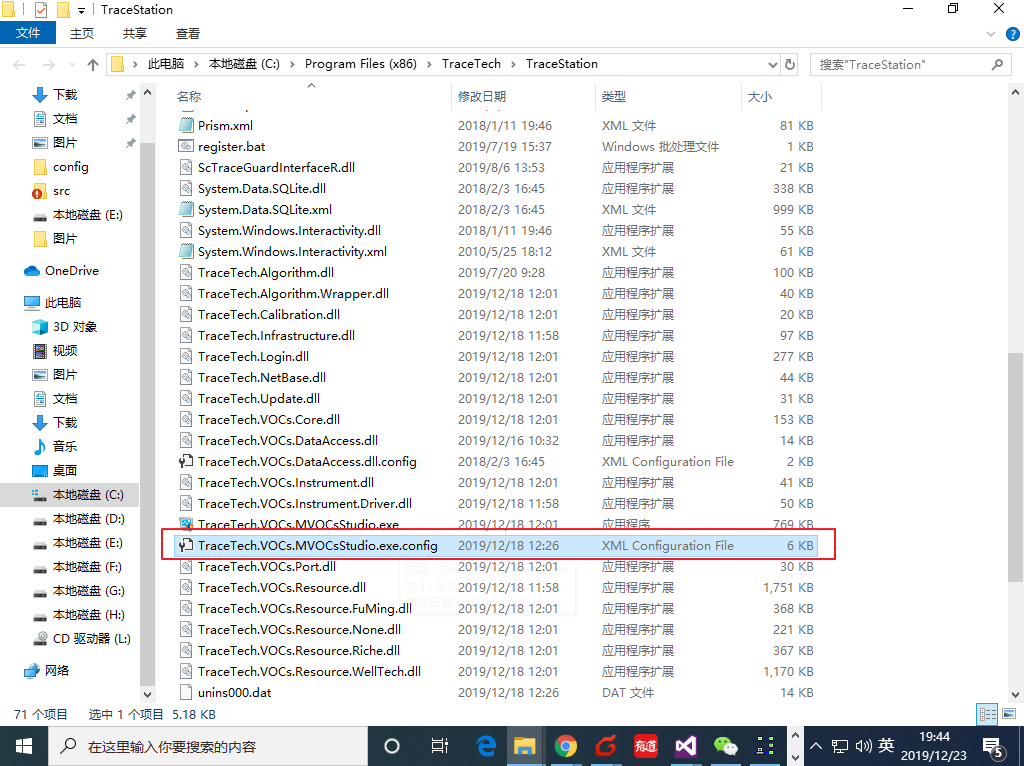 TraceStation
文件 主页 共享 查看
此电脑 本地磁盘 (C:) Program Files (x86) TraceTech TraceStation 搜索"TraceStation"
名称 修改日期 类型 大小
下载
文档
图片
config
src
本地磁盘 (E:)
图片
OneDrive
此电脑
3D 对象
视频
图片
文档
下载
音乐
桌面
本地磁盘 (C:)
本地磁盘 (D:)
本地磁盘 (E:)
本地磁盘 (F:)
本地磁盘 (G:)
本地磁盘 (H:)
CD 驱动器 (L:)
网络
Prism.xml 2018/1/11 19:46 XML 文件 81 KB
register.bat 2019/7/19 15:37 Windows 批处理文件 1 KB
ScTraceGuardInterfaceR.dll 2019/8/6 13:53 应用程序扩展 21 KB
System.Data.SQLite.dll 2018/2/3 16:45 应用程序扩展 338 KB
System.Data.SQLite.xml 2018/2/3 16:45 XML 文件 999 KB
System.Windows.Interactivity.dll 2018/1/11 19:46 应用程序扩展 55 KB
System.Windows.Interactivity.xml 2010/5/25 18:12 XML 文件 61 KB
TraceTech.Algorithm.dll 2019/7/20 9:28 应用程序扩展 100 KB
TraceTech.Algorithm.Wrapper.dll 2019/12/18 12:01 应用程序扩展 40 KB
TraceTech.Calibration.dll 2019/12/18 12:01 应用程序扩展 20 KB
TraceTech.Infrastructure.dll 2019/12/18 11:58 应用程序扩展 97 KB
TraceTech.Login.dll 2019/12/18 12:01 应用程序扩展 277 KB
TraceTech.NetBase.dll 2019/12/18 12:01 应用程序扩展 44 KB
TraceTech.Update.dll 2019/12/18 12:01 应用程序扩展 31 KB
TraceTech.VOCs.Core.dll 2019/12/18 12:01 应用程序扩展 153 KB
TraceTech.VOCs.DataAccess.dll 2019/12/16 10:32 应用程序扩展 14 KB
TraceTech.VOCs.DataAccess.dll.config 2018/2/3 16:45 XML Configuration File 2 KB
TraceTech.VOCs.Instrument.dll 2019/12/18 12:01 应用程序扩展 41 KB
TraceTech.VOCs.Instrument.Driver.dll 2019/12/18 11:58 应用程序扩展 50 KB
TraceTech.VOCs.MVOCsStudio.exe 2019/12/18 12:01 应用程序 769 KB
TraceTech.VOCs.MVOCsStudio.exe.config 2019/12/18 12:26 XML Configuration File 6 KB
TraceTech.VOCs.Port.dll 2019/12/18 12:01 应用程序扩展 30 KB
TraceTech.VOCs.Resource.dll 2019/12/18 11:58 应用程序扩展 1,751 KB
TraceTech.VOCs.Resource.FuMing.dll 2019/12/18 12:01 应用程序扩展 368 KB
TraceTech.VOCs.Resource.None.dll 2019/12/18 12:01 应用程序扩展 221 KB
TraceTech.VOCs.Resource.Riche.dll 2019/12/18 12:01 应用程序扩展 367 KB
TraceTech.VOCs.Resource.WellTech.dll 2019/12/18 12:01 应用程序扩展 1,170 KB
unins000.dat 2019/12/18 12:26 DAT 文件 14 KB
71 个项目 选中 1 个项目 5.18 KB
在这里输入你要搜索的内容 有道 英 19:44
2019/12/23 5